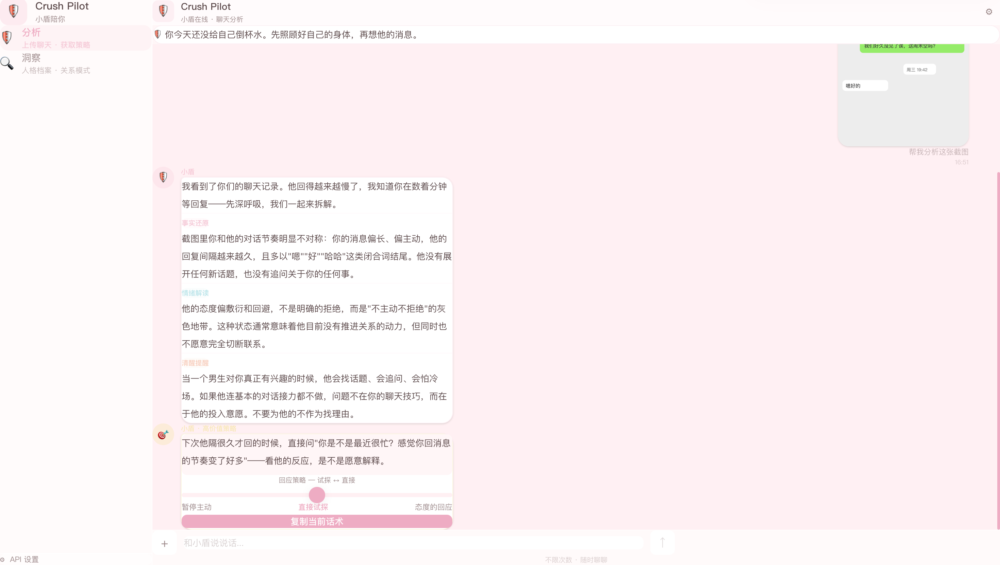 Crush Pilot
小盾陪你
分析
上传聊天 · 获取策略
洞察
人格档案 · 关系模式
API 设置
Crush Pilot
小盾在线 · 聊天分析
你今天还没给自己倒杯水。先照顾好自己的身体，再想他的消息。
我们好久没见了诶，这周末空吗？
周三 19:42
嗯好的
帮我分析这张截图
16:51
小盾
我看到了你们的聊天记录。他回得越来越慢了，我知道你在数着分钟
等回复——先深呼吸，我们一起来拆解。
事实还原
截图里你和他的对话节奏明显不对称：你的消息偏长、偏主动，他的
回复间隔越来越久，且多以"嗯""好""哈哈"这类闭合词结尾。他没有展
开任何新话题，也没有追问关于你的任何事。
情绪解读
他的态度偏敷衍和回避，不是明确的拒绝，而是"不主动不拒绝"的灰
色地带。这种状态通常意味着他目前没有推进关系的动力，但同时也
不愿意完全切断联系。
清醒提醒
当一个男生对你真正有兴趣的时候，他会找话题、会追问、会怕冷
场。如果他连基本的对话接力都不做，问题不在你的聊天技巧，而在
于他的投入意愿。不要为他的不作为找理由。
小盾 · 高价值策略
下次他隔很久才回的时候，直接问"你是不是最近很忙？感觉你回消息
的节奏变了好多"——看他的反应，是不是愿意解释。
回应策略 — 试探 ↔ 直接
暂停主动
直接试探
态度的回应
复制当前话术
和小盾说说话...
不限次数 · 随时聊聊